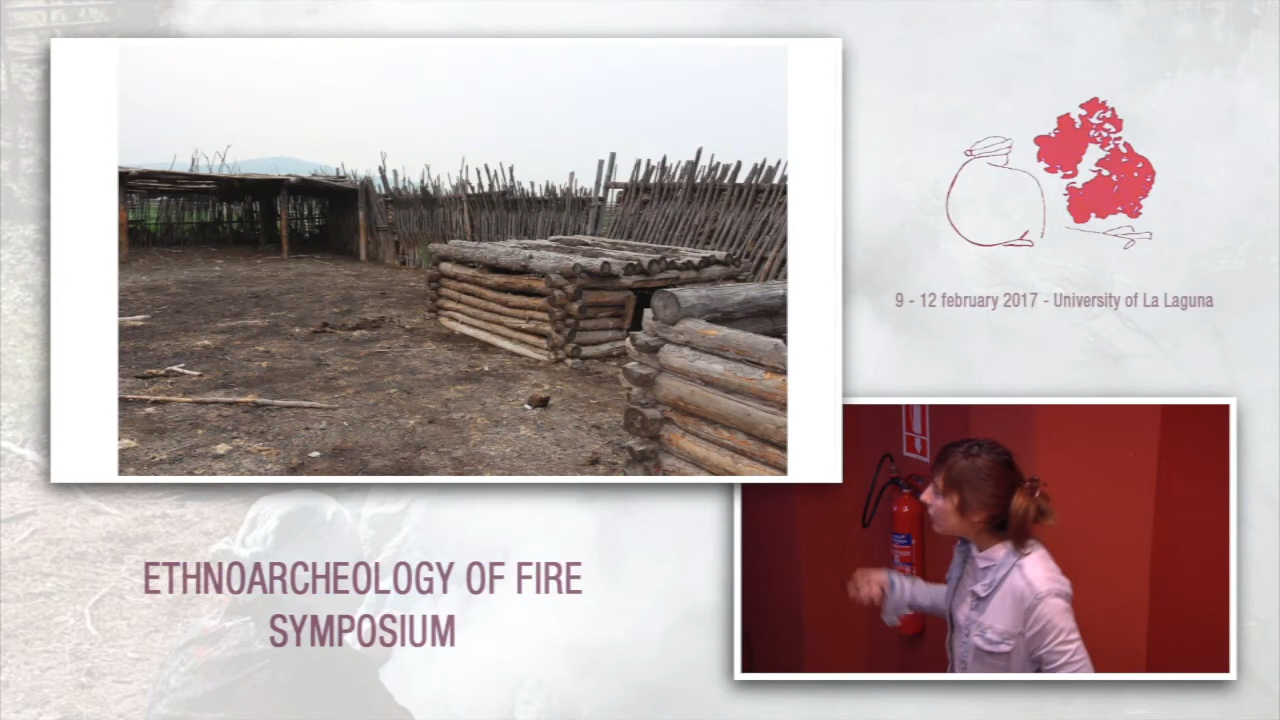 9 - 12 february 2017 - University of La Laguna
ETHNOARCHEOLOGY OF FIRE
SYMPOSIUM